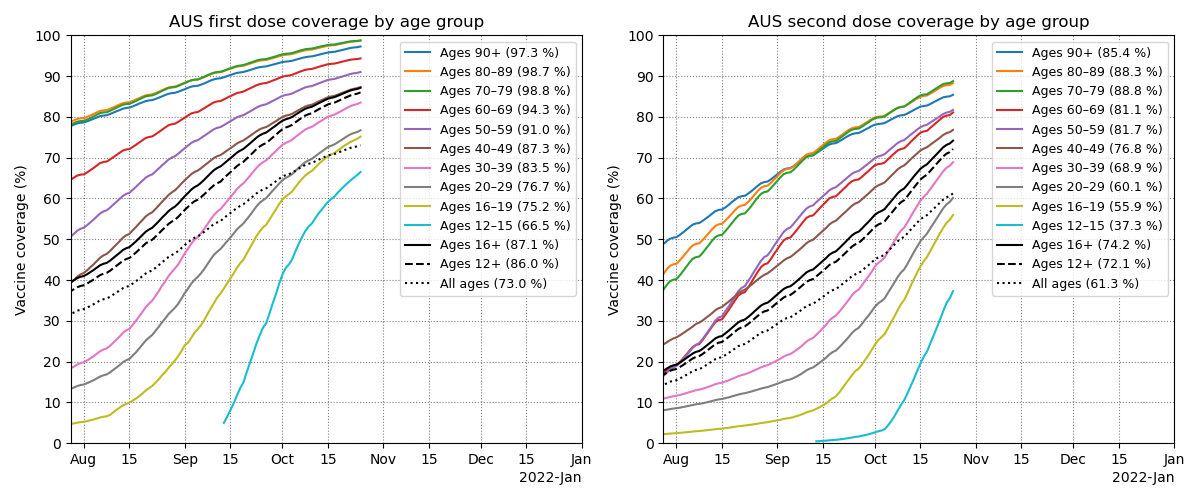 AUS first dose coverage by age group
Vaccine coverage (%)
100
90
80
70
60
50
40
30
20
10
0
Ages 90+ (97.3 %)
Ages 80–89 (98.7 %)
Ages 70–79 (98.8 %)
Ages 60–69 (94.3 %)
Ages 50–59 (91.0 %)
Ages 40–49 (87.3 %)
Ages 30–39 (83.5 %)
Ages 20–29 (76.7 %)
Ages 16–19 (75.2 %)
Ages 12–15 (66.5 %)
Ages 16+ (87.1 %)
Ages 12+ (86.0 %)
All ages (73.0 %)
Aug 15 Sep 15 Oct 15 Nov 15 Dec 15 Jan
2022-Jan
AUS second dose coverage by age group
Vaccine coverage (%)
100
90
80
70
60
50
40
30
20
10
0
Ages 90+ (85.4 %)
Ages 80–89 (88.3 %)
Ages 70–79 (88.8 %)
Ages 60–69 (81.1 %)
Ages 50–59 (81.7 %)
Ages 40–49 (76.8 %)
Ages 30–39 (68.9 %)
Ages 20–29 (60.1 %)
Ages 16–19 (55.9 %)
Ages 12–15 (37.3 %)
Ages 16+ (74.2 %)
Ages 12+ (72.1 %)
All ages (61.3 %)
Aug 15 Sep 15 Oct 15 Nov 15 Dec 15 Jan
2022-Jan